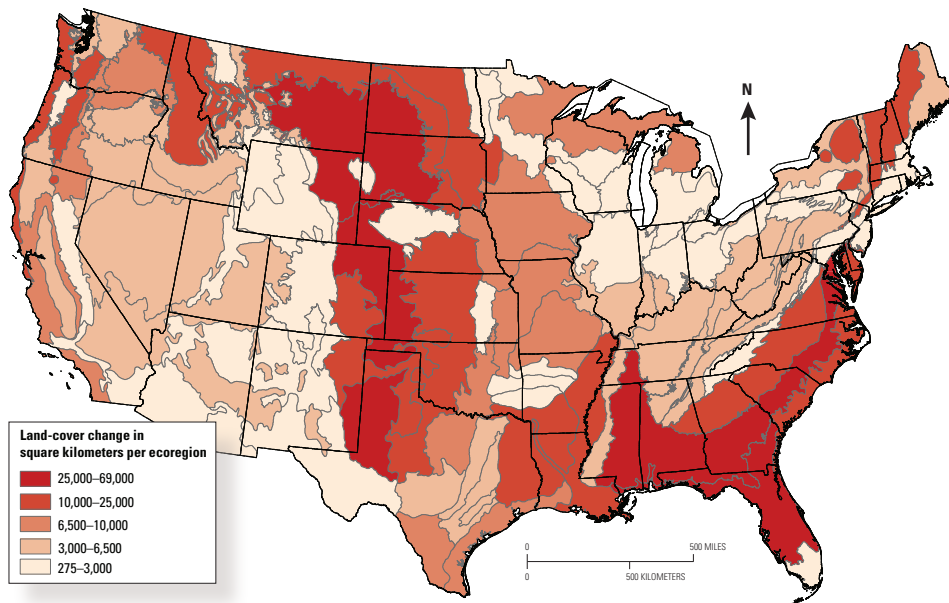 N
Land-cover change in
square kilometers per ecoregion
25,000–69,000
10,000–25,000
6,500–10,000
3,000–6,500
275–3,000
0 500 MILES
0 500 KILOMETERS